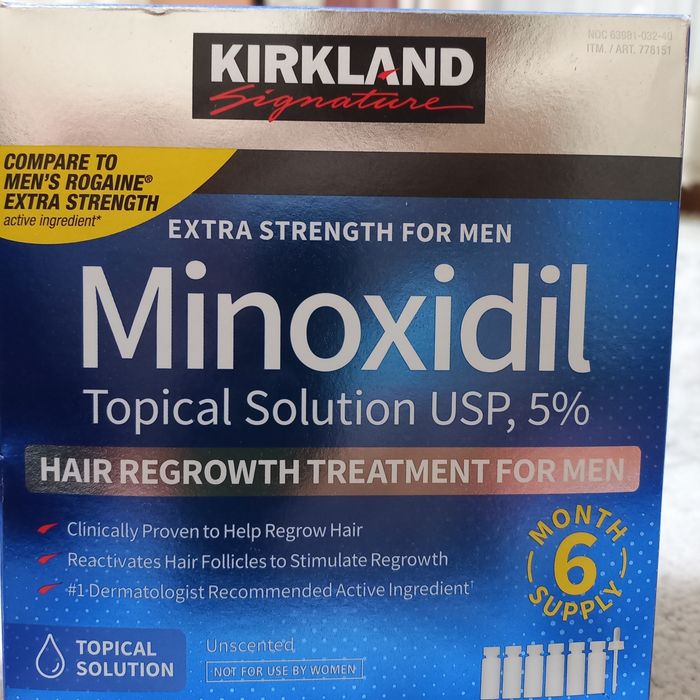 NDC 63981-032-40
ITM. / ART. 778151
KIRKLAND
Signature
COMPARE TO
MEN'S ROGAINE®
EXTRA STRENGTH
active ingredient*
EXTRA STRENGTH FOR MEN
Minoxidil
Topical Solution USP, 5%
HAIR REGROWTH TREATMENT FOR MEN
Clinically Proven to Help Regrow Hair
Reactivates Hair Follicles to Stimulate Regrowth
#1 Dermatologist Recommended Active Ingredient†
MONTH
6
SUPPLY
TOPICAL
SOLUTION
Unscented
NOT FOR USE BY WOMEN